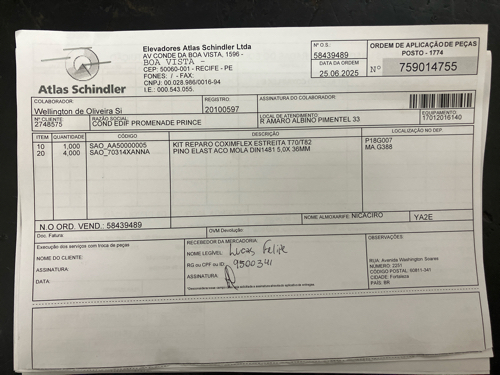 Atlas Schindler
Elevadores Atlas Schindler Ltda
AV CONDE DA BOA VISTA, 1596 -
BOA VISTA -
CEP: 50060-001 - RECIFE - PE
FONES: / - FAX:
CNPJ: 00.028.986/0016-94
I.E.: 000.543.055
Nº O.S.:
58439489
DATA DA ORDEM
25.06.2025
ORDEM DE APLICAÇÃO DE PEÇAS
POSTO - 1774
Nº 759014755
COLABORADOR:
Wellington de Oliveira Si
REGISTRO:
20100597
ASSINATURA DO COLABORADOR:
Nº CLIENTE
2748575
RAZÃO SOCIAL
COND EDIF PROMENADE PRINCE
LOCAL DE ATENDIMENTO:
R AMARO ALBINO PIMENTEL 33
EQUIPAMENTO:
17012016140
ITEM QUANTIDADE CÓDIGO DESCRIÇÃO LOCALIZAÇÃO NO DEP.
10 1,000 SAO_AA50000005 KIT REPARO COXIMFLEX ESTREITA T70/T82 P18G007
20 4,000 SAO_70314XANNA PINO ELAST ACO MOLA DIN1481 5,0X 36MM MA.G388
N.O ORD. VEND.: 58439489
NOME ALMOXARIFE: NICACIRO YA2E
Doc. Fatura:
OVM Devolução:
Execução dos serviços com troca de peças
NOME DO CLIENTE:
ASSINATURA:
DATA:
RECEBEDOR DA MERCADORIA:
NOME LEGÍVEL: Lucas Felipe
RG ou CPF ou ID: 9500341
ASSINATURA:
OBSERVAÇÕES:
RUA: Avenida Washington Soares
NÚMERO: 2251
CÓDIGO POSTAL: 60811-341
CIDADE: Fortaleza
PAÍS: BR